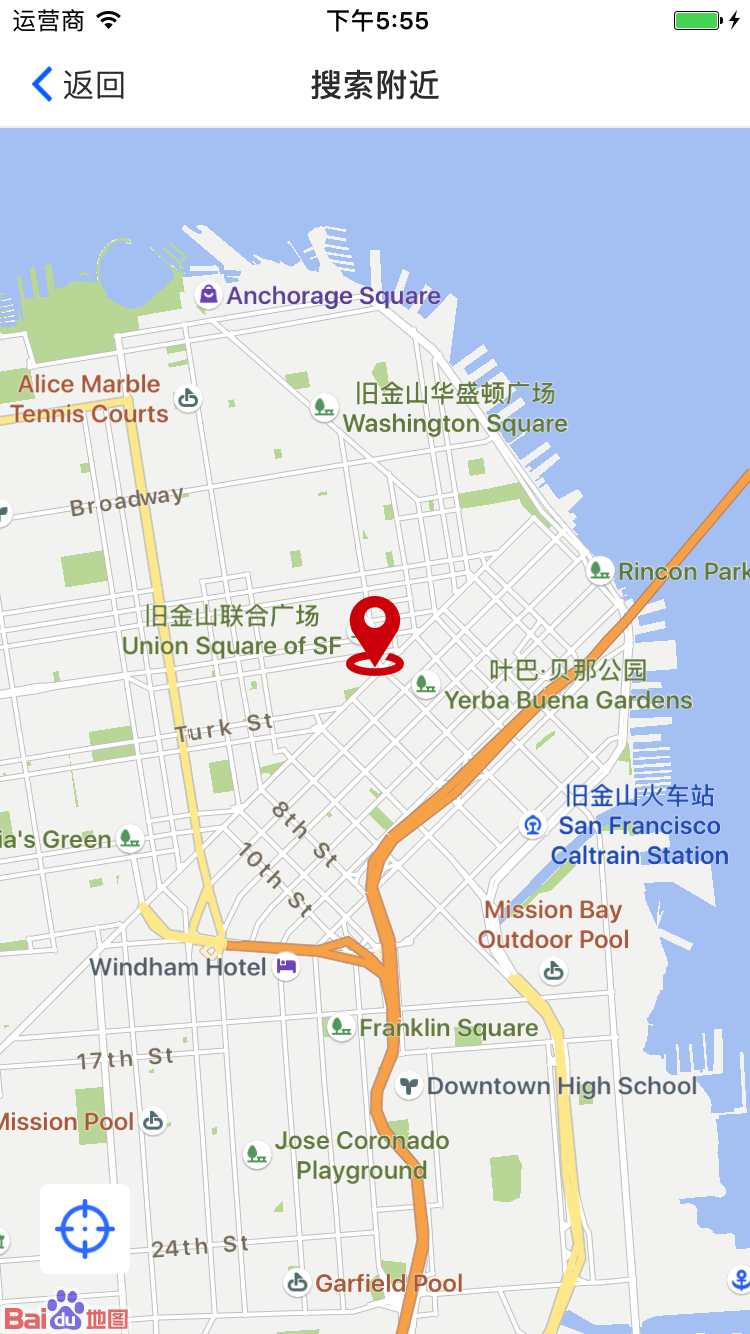 运营商
下午5:55
返回
搜索附近
Anchorage Square
Alice Marble
Tennis Courts
旧金山华盛顿广场
Washington Square
Broadway
Rincon Park
旧金山联合广场
Union Square of SF
叶巴·贝那公园
Yerba Buena Gardens
Turk St
旧金山火车站
San Francisco
Caltrain Station
8th St
ia's Green
10th St
Mission Bay
Outdoor Pool
Windham Hotel
Franklin Square
17th St
Downtown High School
Mission Pool
Jose Coronado
Playground
24th St
Garfield Pool
Bai du 地图